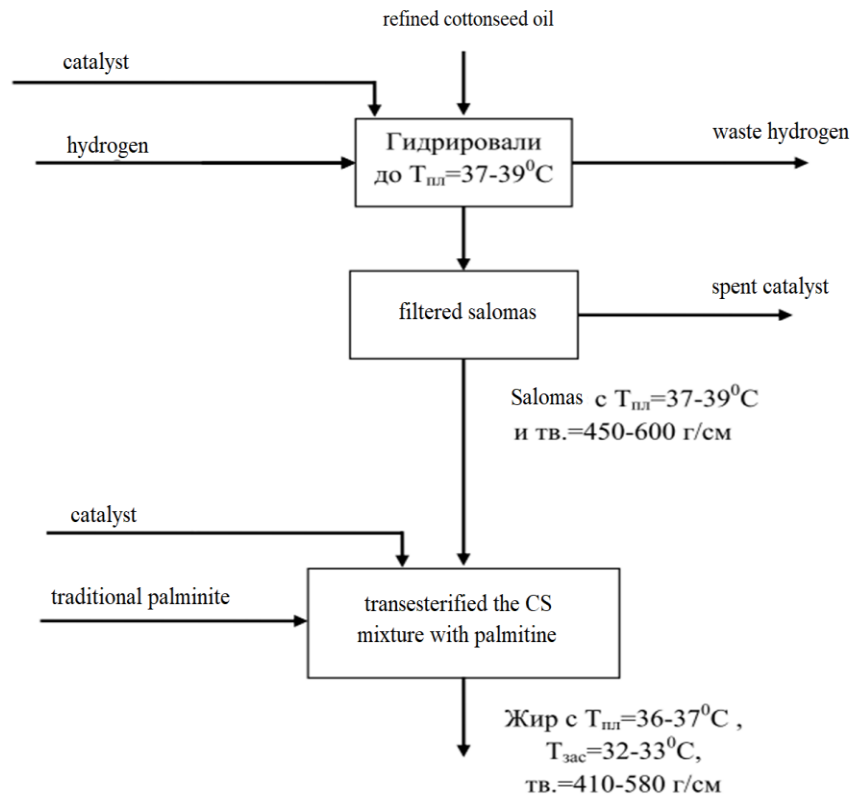 refined cottonseed oil
catalyst
hydrogen
Гидрировали
до Tпл=37-39⁰C
waste hydrogen
filtered salomas
spent catalyst
Salomas с Tпл=37-39⁰C
и тв.=450-600 г/см
catalyst
traditional palminite
transesterified the CS
mixture with palmitine
Жир с Tпл=36-37⁰C ,
Tзас=32-33⁰C,
тв.=410-580 г/см